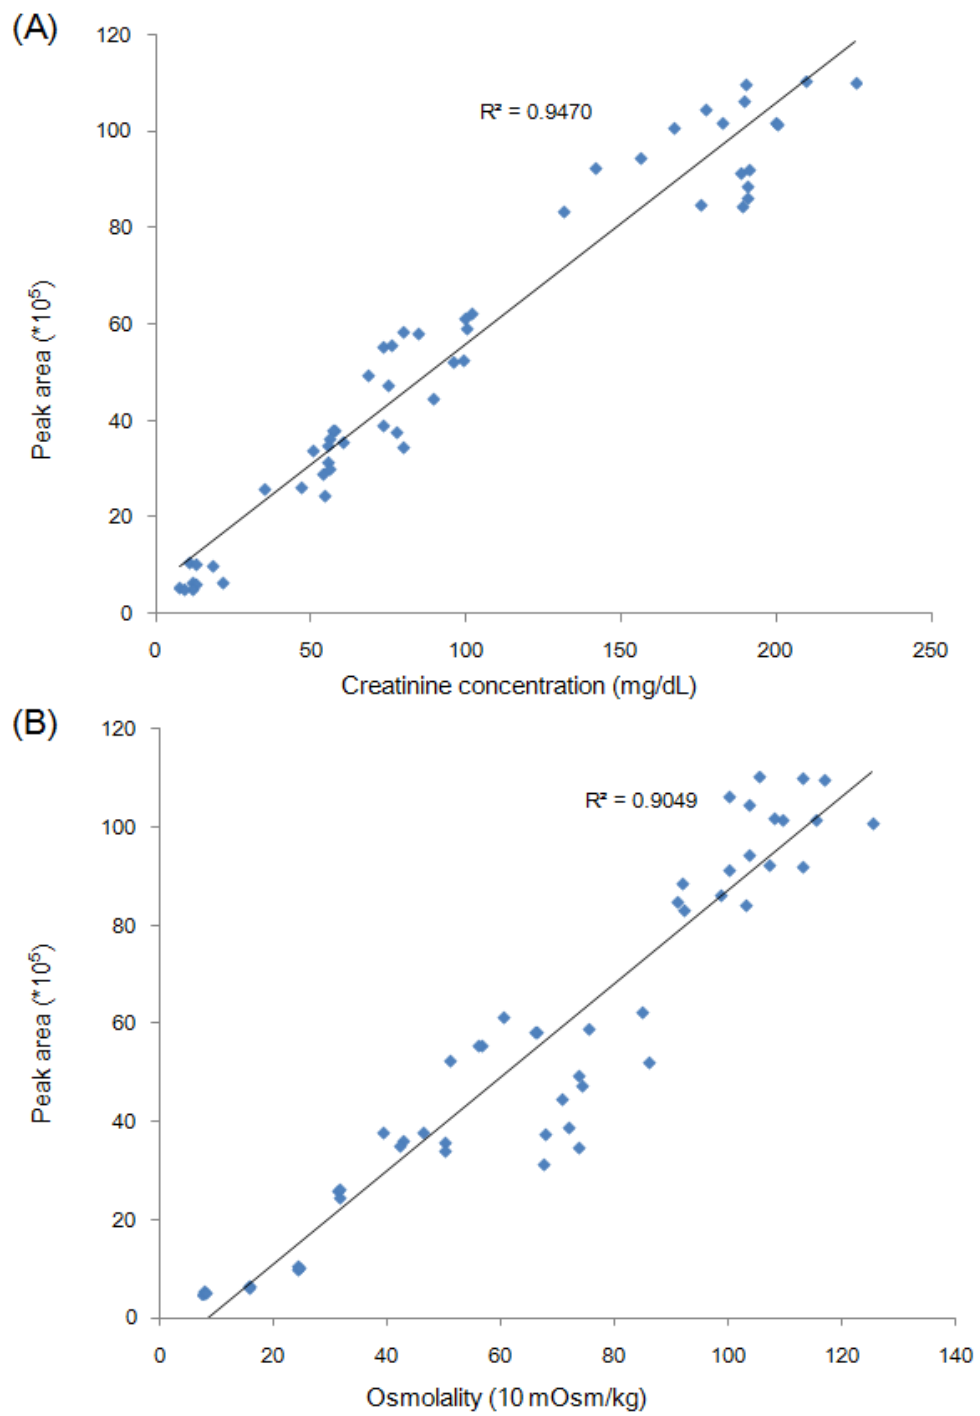 (A)
120
100
80
60
40
20
0
R² = 0.9470
Peak area (*10⁵)
0 50 100 150 200 250
Creatinine concentration (mg/dL)
(B)
120
100
80
60
40
20
0
R² = 0.9049
Peak area (*10⁵)
0 20 40 60 80 100 120 140
Osmolality (10 mOsm/kg)